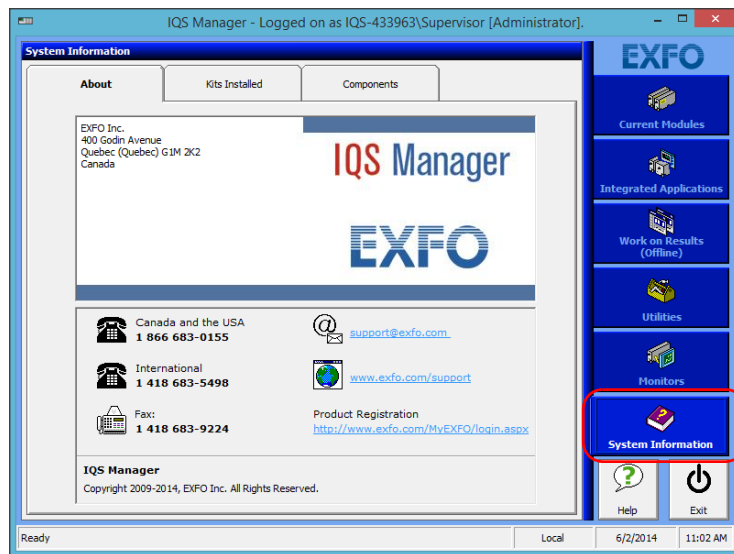 IQS Manager - Logged on as IQS-433963\Supervisor [Administrator].
System Information
About
Kits Installed
Components
EXFO Inc.
400 Godin Avenue
Quebec (Quebec) G1M 2K2
Canada
IQS Manager
EXFO
Canada and the USA
1 866 683-0155
support@exfo.com
International
1 418 683-5498
www.exfo.com/support
Fax:
1 418 683-9224
Product Registration
http://www.exfo.com/MyEXFO/login.aspx
IQS Manager
Copyright 2009-2014, EXFO Inc. All Rights Reserved.
EXFO
Current Modules
Integrated Applications
Work on Results
(Offline)
Utilities
Monitors
System Information
Help
Exit
Ready
Local
6/2/2014
11:02 AM